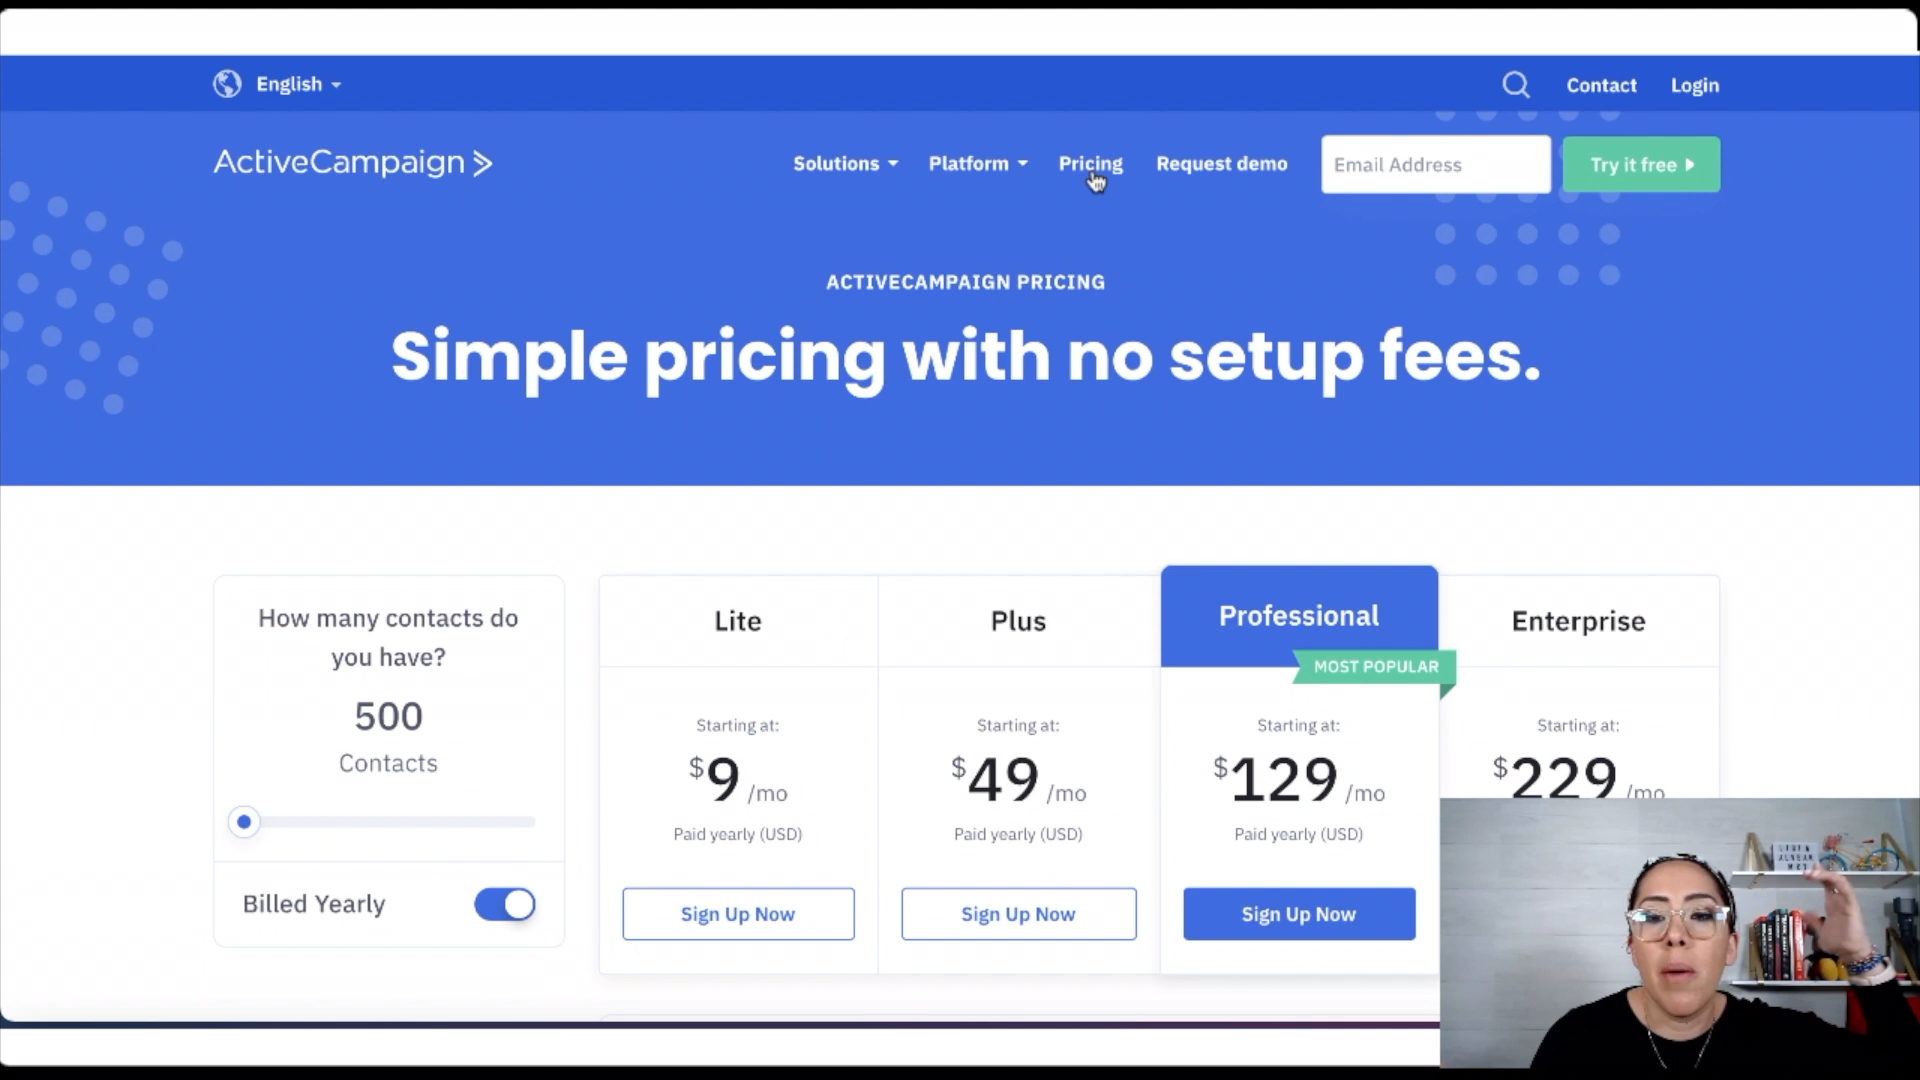 English
Contact
Login
ActiveCampaign
Solutions
Platform
Pricing
Request demo
Email Address
Try it free
ACTIVECAMPAIGN PRICING
Simple pricing with no setup fees.
How many contacts do
you have?
500
Contacts
Billed Yearly
Lite
Starting at:
$9 /mo
Paid yearly (USD)
Sign Up Now
Plus
Starting at:
$49 /mo
Paid yearly (USD)
Sign Up Now
Professional
MOST POPULAR
Starting at:
$129 /mo
Paid yearly (USD)
Sign Up Now
Enterprise
Starting at:
$229 /mo